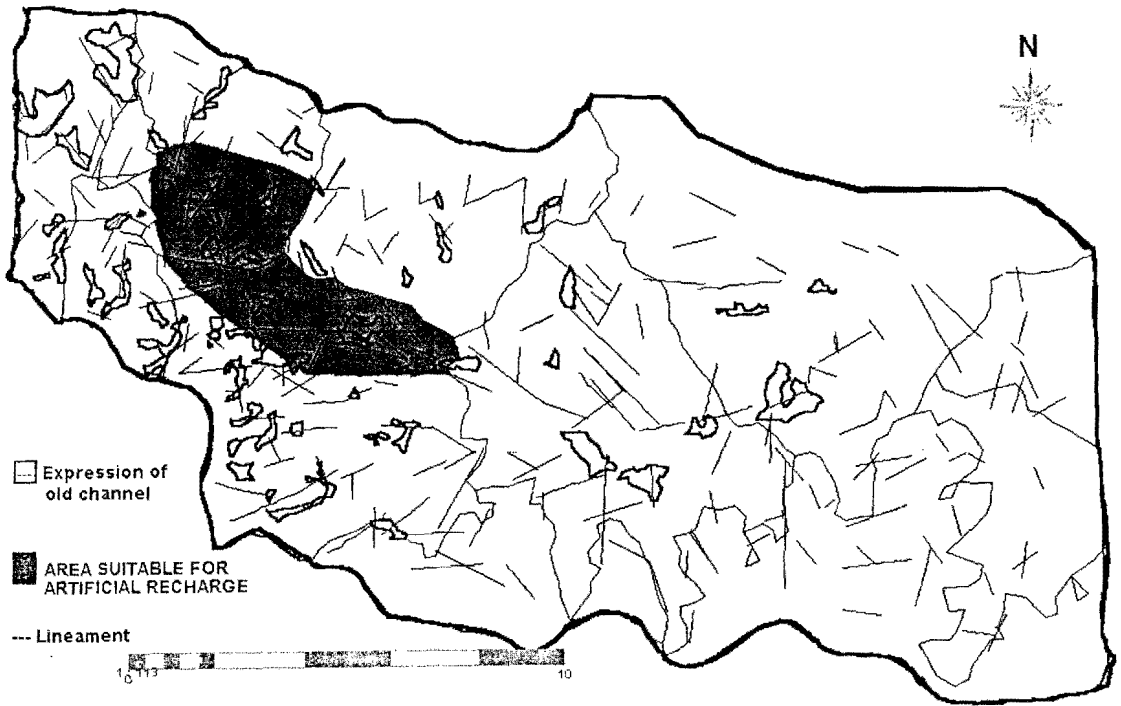 N
Expression of
old channel
AREA SUITABLE FOR
ARTIFICIAL RECHARGE
--- Lineament
10